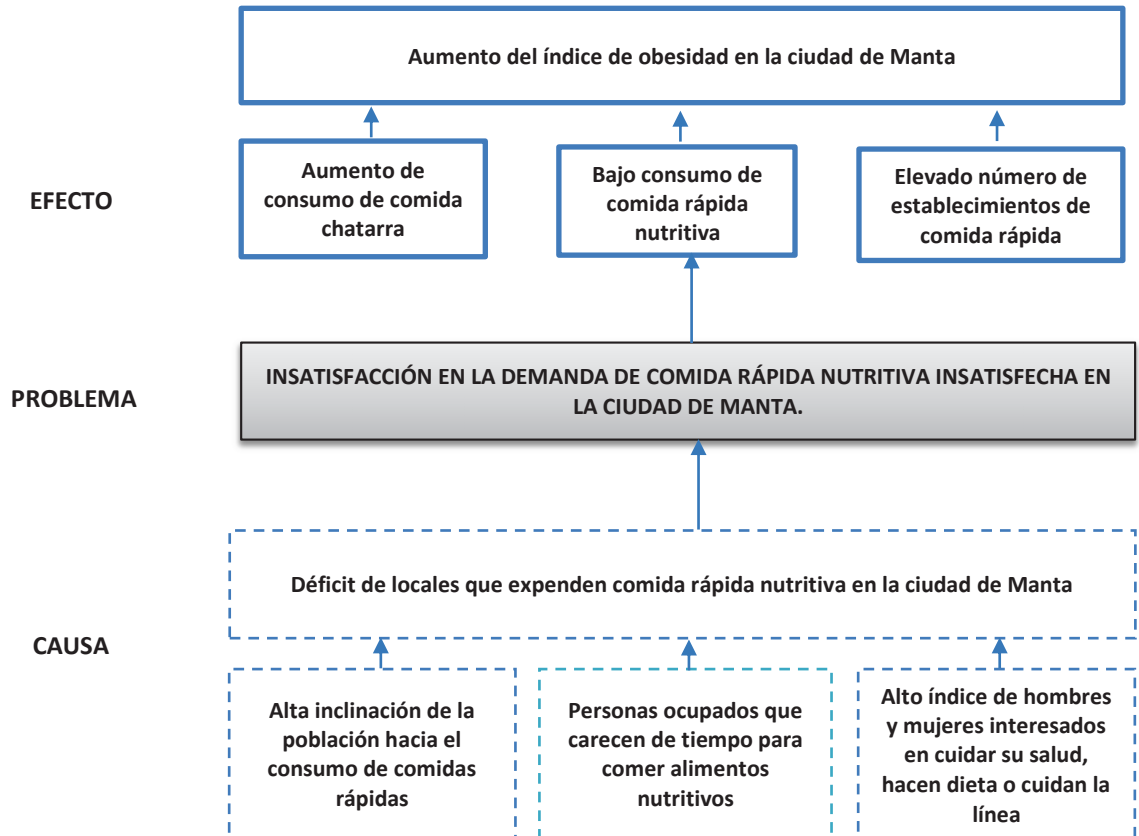 Aumento del índice de obesidad en la ciudad de Manta
EFECTO
Aumento de
consumo de comida
chatarra
Bajo consumo de
comida rápida
nutritiva
Elevado número de
establecimientos de
comida rápida
PROBLEMA
INSATISFACCIÓN EN LA DEMANDA DE COMIDA RÁPIDA NUTRITIVA INSATISFECHA EN
LA CIUDAD DE MANTA.
Déficit de locales que expenden comida rápida nutritiva en la ciudad de Manta
CAUSA
Alta inclinación de la
población hacia el
consumo de comidas
rápidas
Personas ocupados que
carecen de tiempo para
comer alimentos
nutritivos
Alto índice de hombres
y mujeres interesados
en cuidar su salud,
hacen dieta o cuidan la
línea